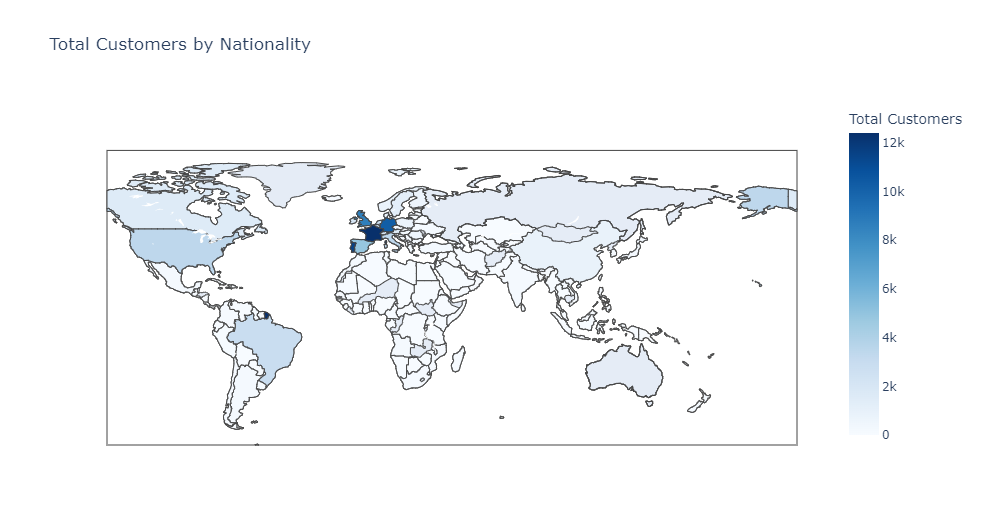 Total Customers by Nationality
Total Customers
12k
10k
8k
6k
4k
2k
0